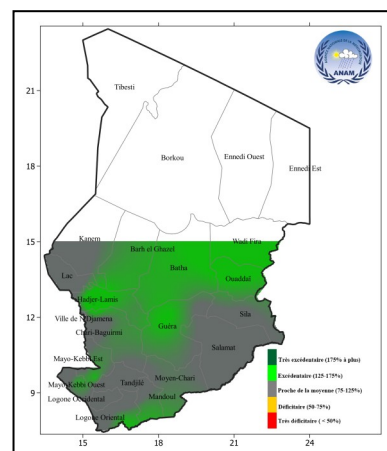 ANAM
21
18
15
12
9
15
18
21
24
Tibesti
Borkou
Ennedi Ouest
Ennedi Est
Kanem
Barh el Ghazel
Wadi Fira
Lac
Batha
Ouaddaï
Hadjer-Lamis
Ville de N'Djamena
Chari-Baguirmi
Guéra
Sila
Salamat
Mayo-Kebbi Est
Mayo-Kebbi Ouest
Tandjilé
Moyen-Chari
Logone Occidental
Mandoul
Logone Oriental
Très excédentaire (175% à plus)
Excédentaire (125-175%)
Proche de la moyenne (75-125%)
Déficitaire (50-75%)
Très déficitaire ( < 50%)